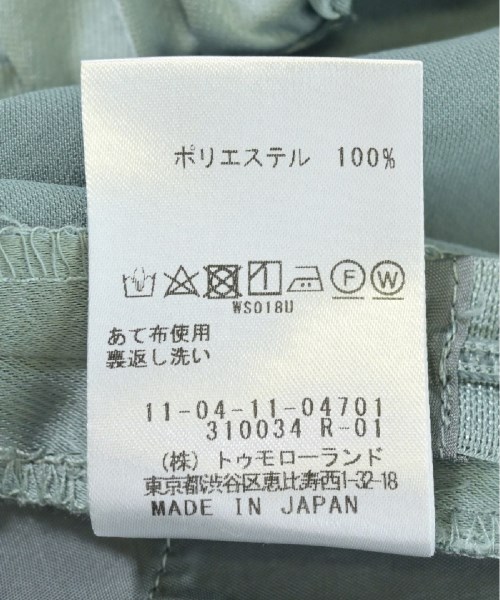 ポリエステル 100%
F W
WS018U
あて布使用
裏返し洗い
11-04-11-04701
310034 R-01
(株) トゥモローランド
東京都渋谷区恵比寿西1-32-18
MADE IN JAPAN